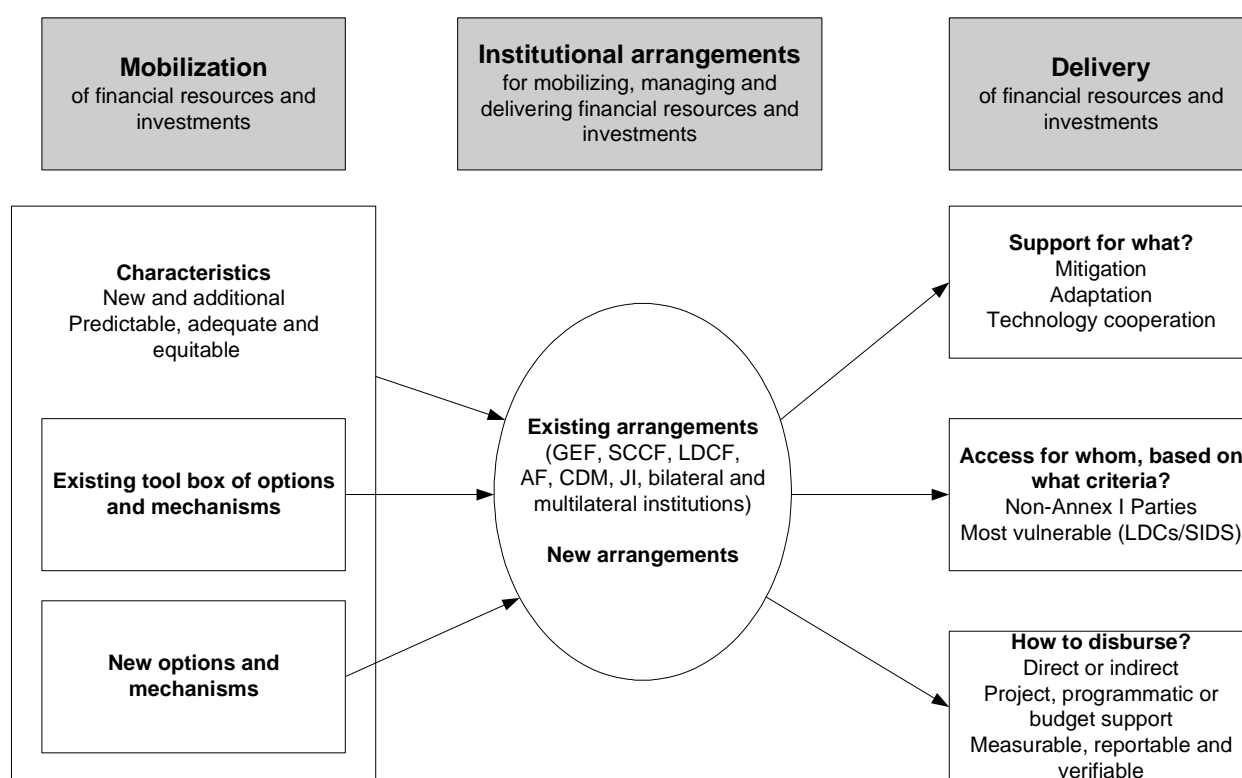 Mobilization
of financial resources and
investments
Institutional arrangements
for mobilizing, managing and
delivering financial resources and
investments
Delivery
of financial resources and
investments
Characteristics
New and additional
Predictable, adequate and
equitable
Existing tool box of options
and mechanisms
New options and
mechanisms
Existing arrangements
(GEF, SCCF, LDCF,
AF, CDM, JI, bilateral and
multilateral institutions)
New arrangements
Support for what?
Mitigation
Adaptation
Technology cooperation
Access for whom, based on
what criteria?
Non-Annex I Parties
Most vulnerable (LDCs/SIDS)
How to disburse?
Direct or indirect
Project, programmatic or
budget support
Measurable, reportable and
verifiable